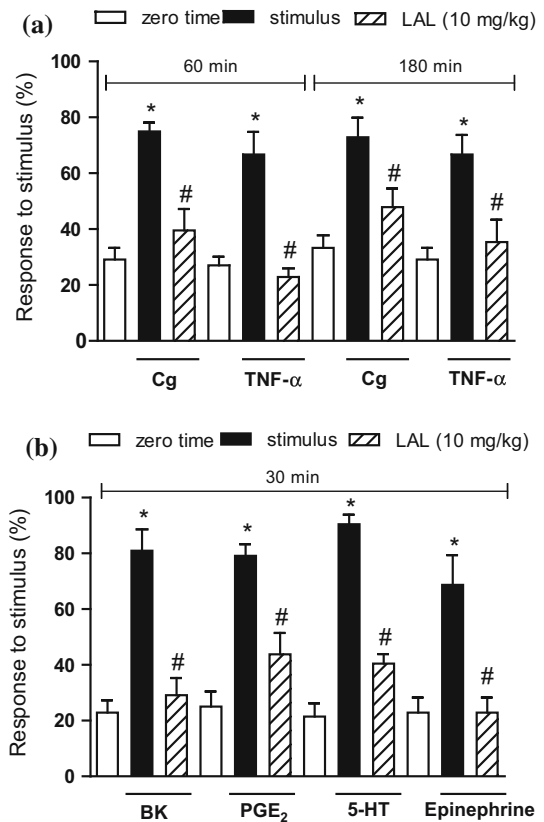 (a) zero time stimulus LAL (10 mg/kg)
60 min 180 min
Response to stimulus (%)
100
80
60
40
20
0
* # * # * # * #
Cg TNF-α Cg TNF-α
(b) zero time stimulus LAL (10 mg/kg)
30 min
Response to stimulus (%)
100
80
60
40
20
0
* # * # * # * #
BK PGE₂ 5-HT Epinephrine